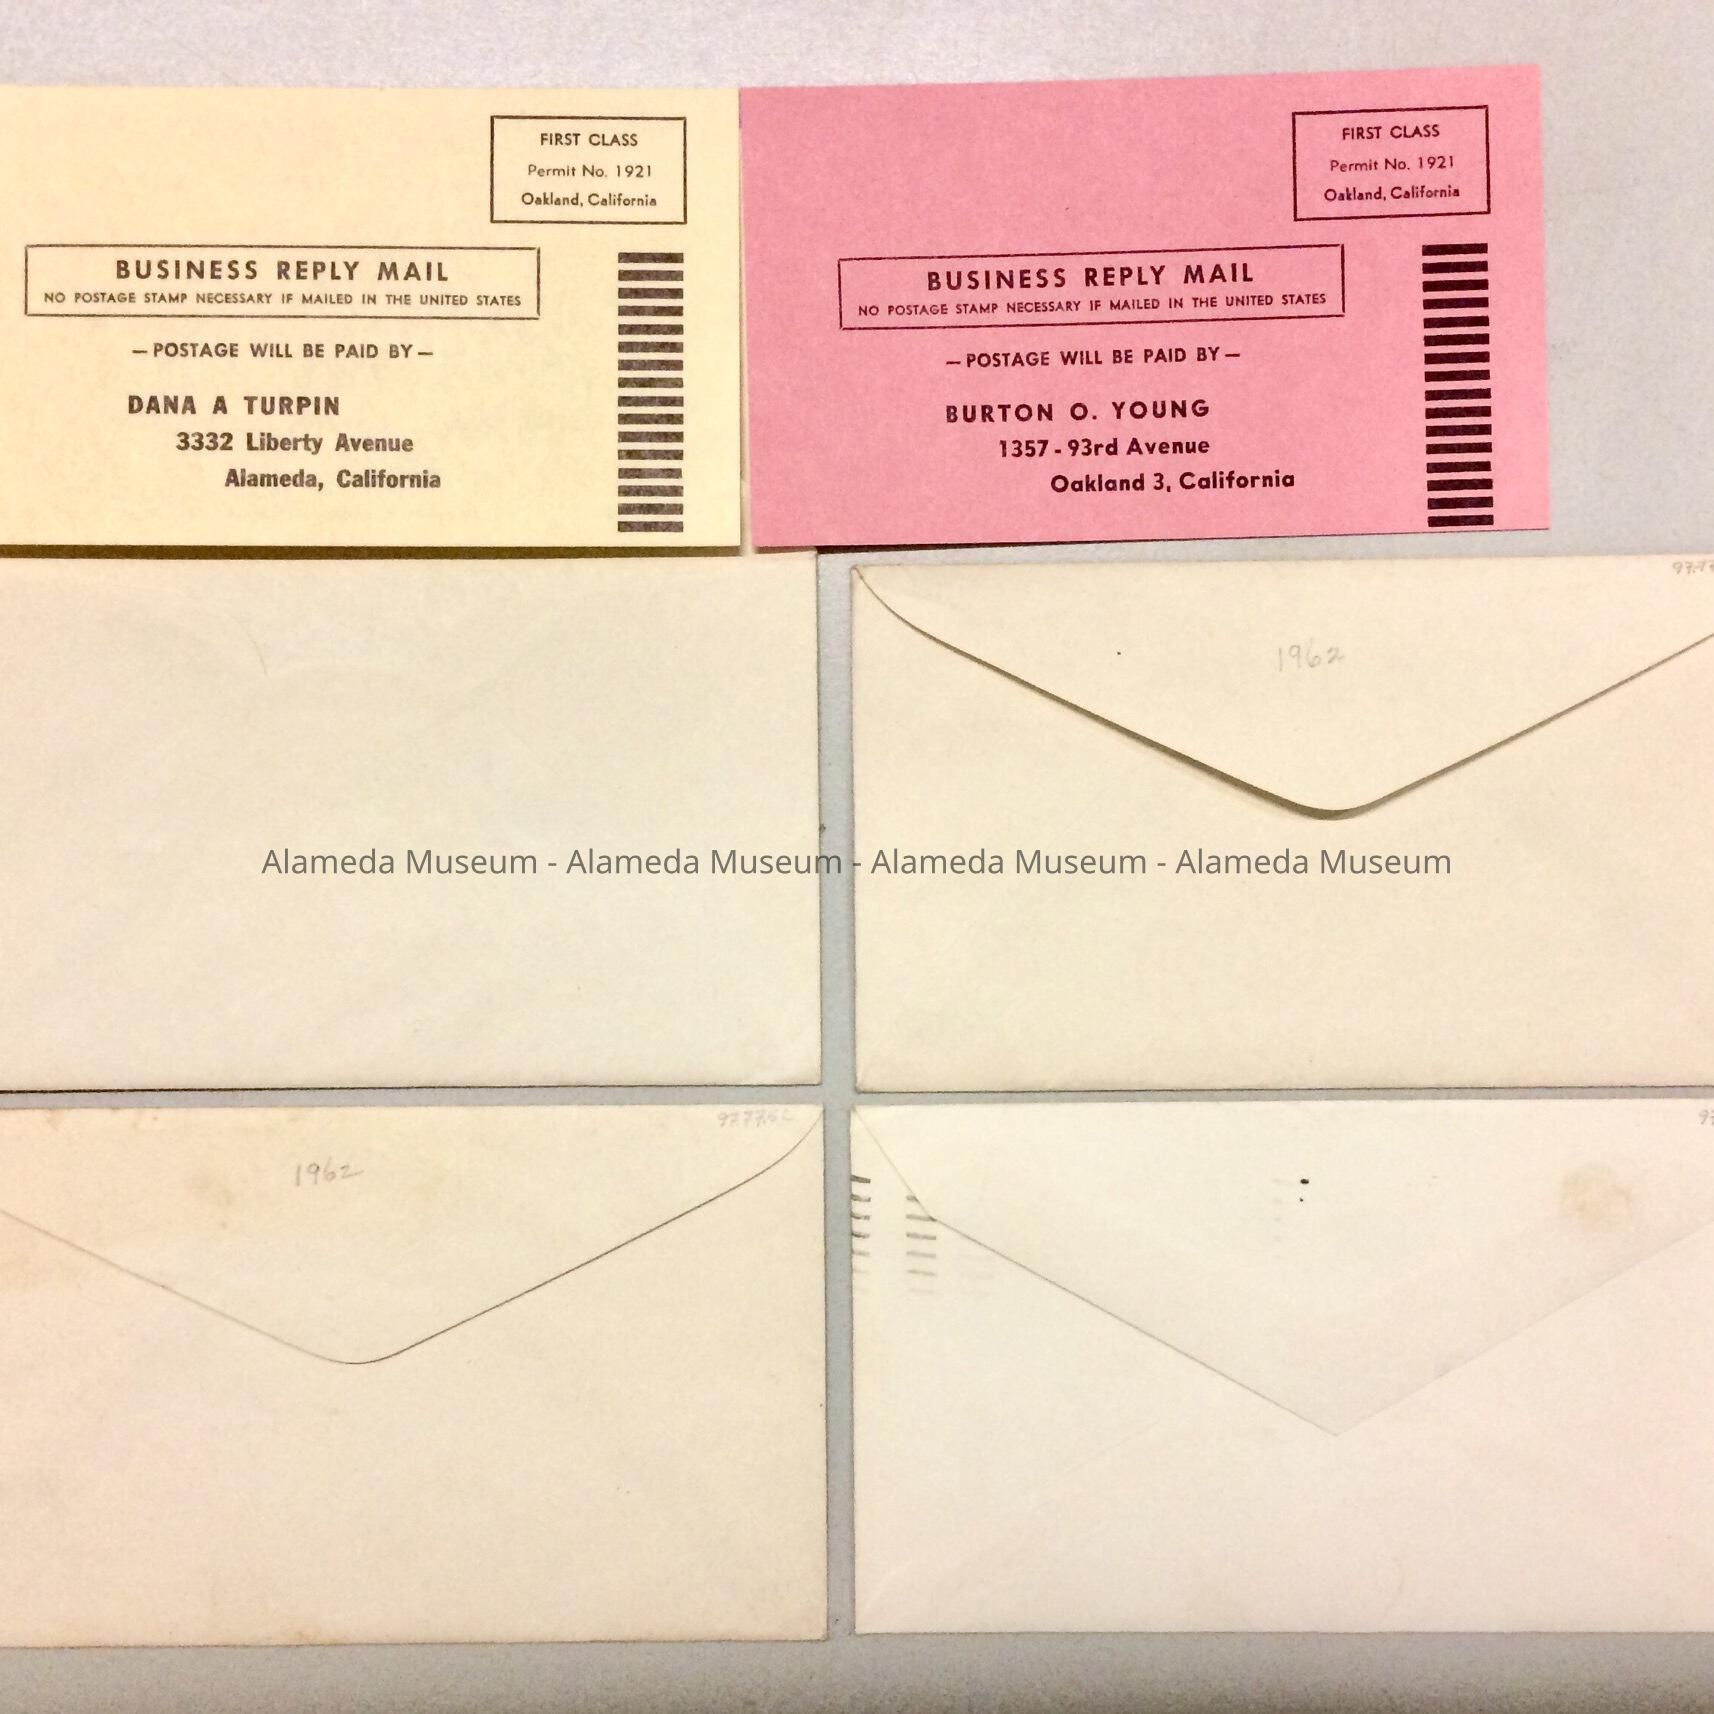 FIRST CLASS
Permit No. 1921
Oakland, California
BUSINESS REPLY MAIL
NO POSTAGE STAMP NECESSARY IF MAILED IN THE UNITED STATES
—POSTAGE WILL BE PAID BY—
DANA A TURPIN
3332 Liberty Avenue
Alameda, California
FIRST CLASS
Permit No. 1921
Oakland, California
BUSINESS REPLY MAIL
NO POSTAGE STAMP NECESSARY IF MAILED IN THE UNITED STATES
—POSTAGE WILL BE PAID BY—
BURTON O. YOUNG
1357-93rd Avenue
Oakland 3, California
1962
Alameda Museum - Alameda Museum - Alameda Museum - Alameda Museum
1962